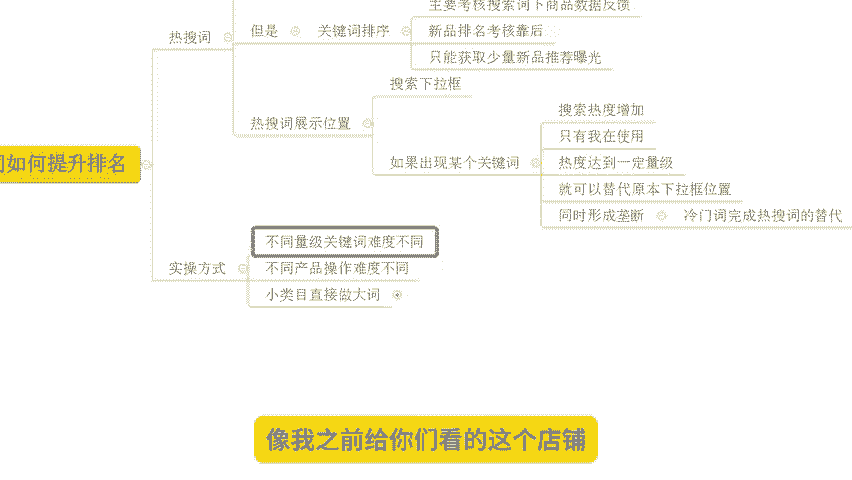 主要考核搜索词下商品数据反馈
热搜词
但是
关键词排序
新品排名考核靠后
只能获取少量新品推荐曝光
搜索下拉框
热搜词展示位置
搜索热度增加
只有我在使用
如果出现某个关键词
热度达到一定量级
就可以替代原本下拉框位置
同时形成垄断
冷门词完成热搜词的替代
词如何提升排名
不同量级关键词难度不同
实操方式
不同产品操作难度不同
小类目直接做大词
像我之前给你们看的这个店铺